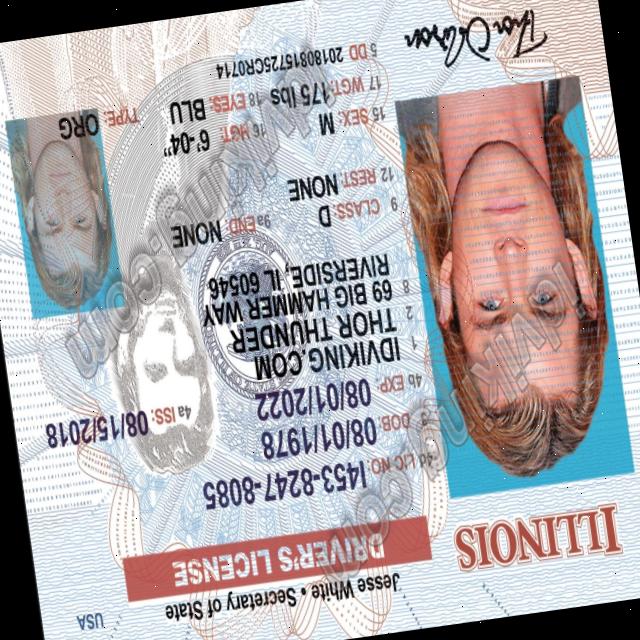 USA
Jesse White • Secretary of State
ILLINOIS
DRIVER'S LICENSE
4d LIC NO. I453-8247-8085
3 DOB: 08/01/1978
4b EXP 08/01/2022
4a ISS: 08/15/2018
1 IDVIKING.COM
2 THOR THUNDER
8 69 BIG HAMMER WAY
RIVERSIDE, IL 60546
9 CLASS: D
9a END NONE
12 REST: NONE
15 SEX: M
16 HGT: 6'-04"
17 WGT: 175 lbs
18 EYES: BLU
TYPE: ORG
5 DD 20180815725CR0714
idviking.com
idviking.com
idviking.com